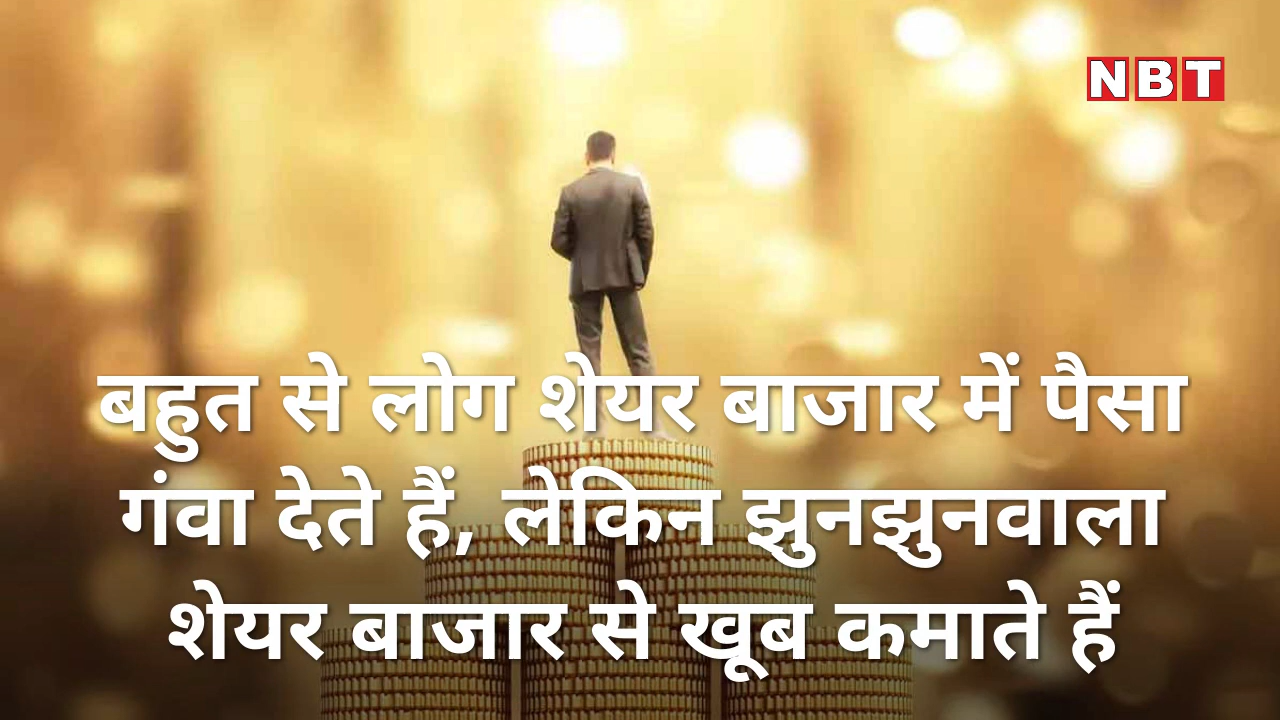 NBT
बहुत से लोग शेयर बाजार में पैसा
गंवा देते हैं, लेकिन झुनझुनवाला
शेयर बाजार से खूब कमाते हैं